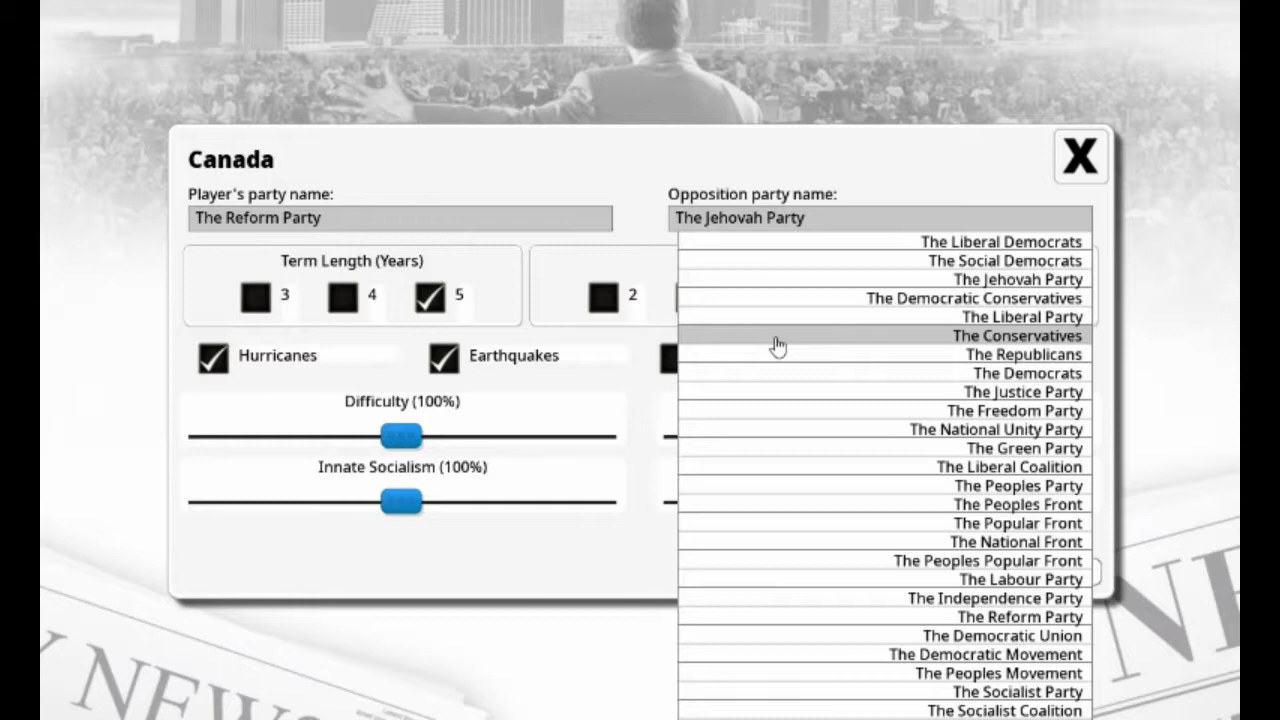 Canada
X
Player's party name:
Opposition party name:
The Reform Party
The Jehovah Party
Term Length (Years)
3
4
5
2
Hurricanes
Earthquakes
Difficulty (100%)
Innate Socialism (100%)
The Liberal Democrats
The Social Democrats
The Jehovah Party
The Democratic Conservatives
The Liberal Party
The Conservatives
The Republicans
The Democrats
The Justice Party
The Freedom Party
The National Unity Party
The Green Party
The Liberal Coalition
The Peoples Party
The Peoples Front
The Popular Front
The National Front
The Peoples Popular Front
The Labour Party
The Independence Party
The Reform Party
The Democratic Union
The Democratic Movement
The Peoples Movement
The Socialist Party
The Socialist Coalition
Y NEWS
NE